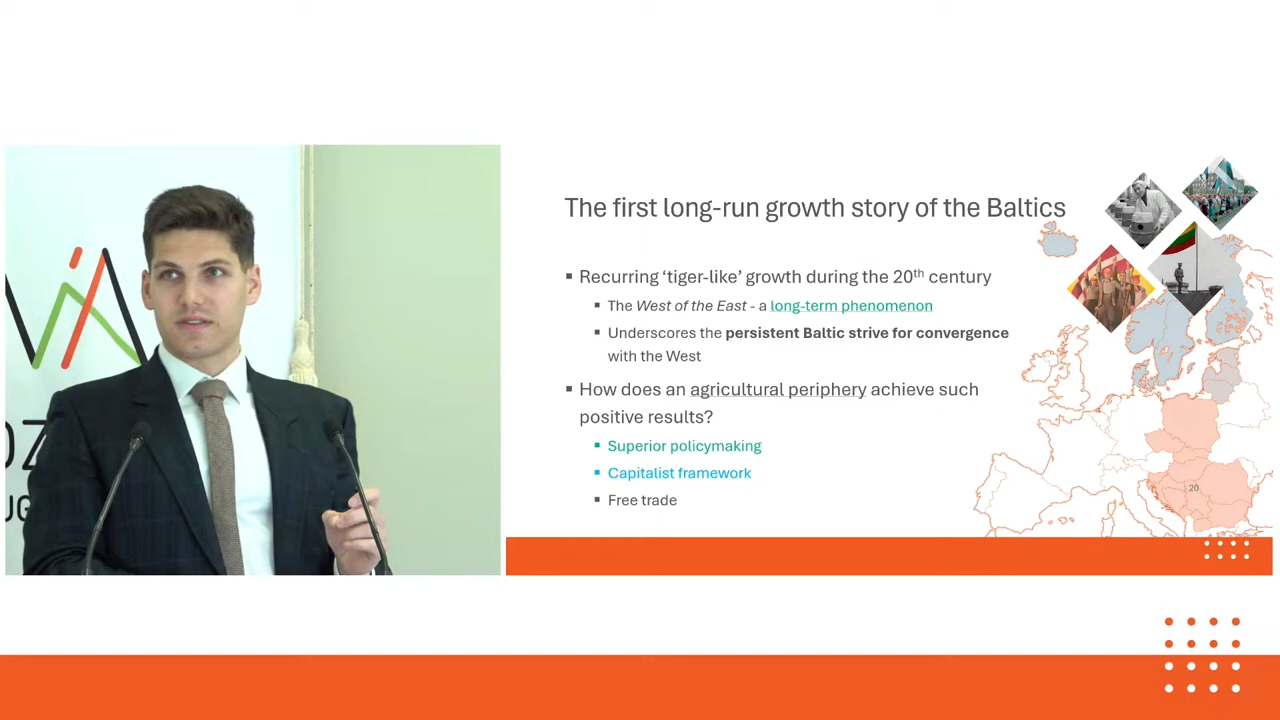 The first long-run growth story of the Baltics
▪ Recurring ‘tiger-like’ growth during the 20th century
▪ The West of the East - a long-term phenomenon
▪ Underscores the persistent Baltic strive for convergence
with the West
▪ How does an agricultural periphery achieve such
positive results?
▪ Superior policymaking
▪ Capitalist framework
▪ Free trade
20